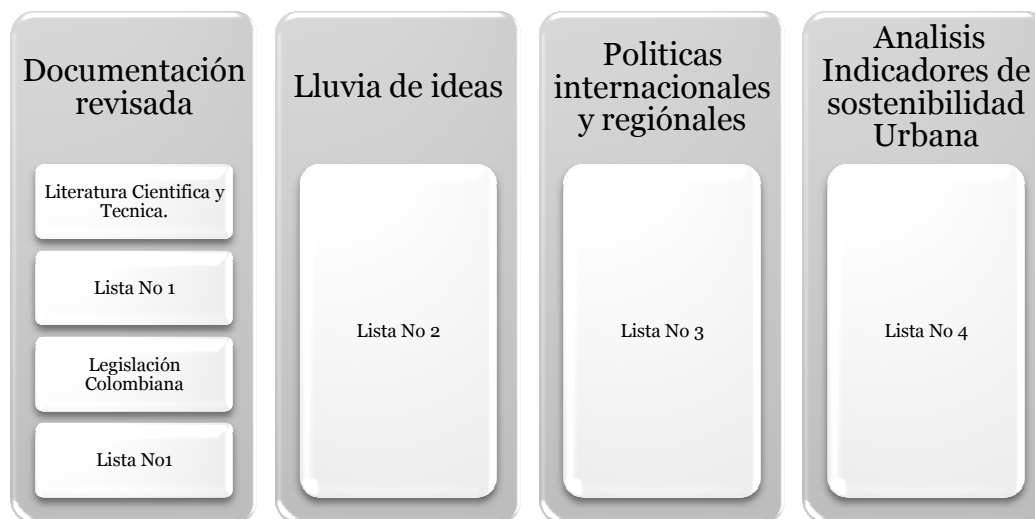 Documentación
revisada
Literatura Cientifica y
Tecnica.
Lista No 1
Legislación
Colombiana
Lista No1
Lluvia de ideas
Lista No 2
Politicas
internacionales
y regiónales
Lista No 3
Analisis
Indicadores de
sostenibilidad
Urbana
Lista No 4